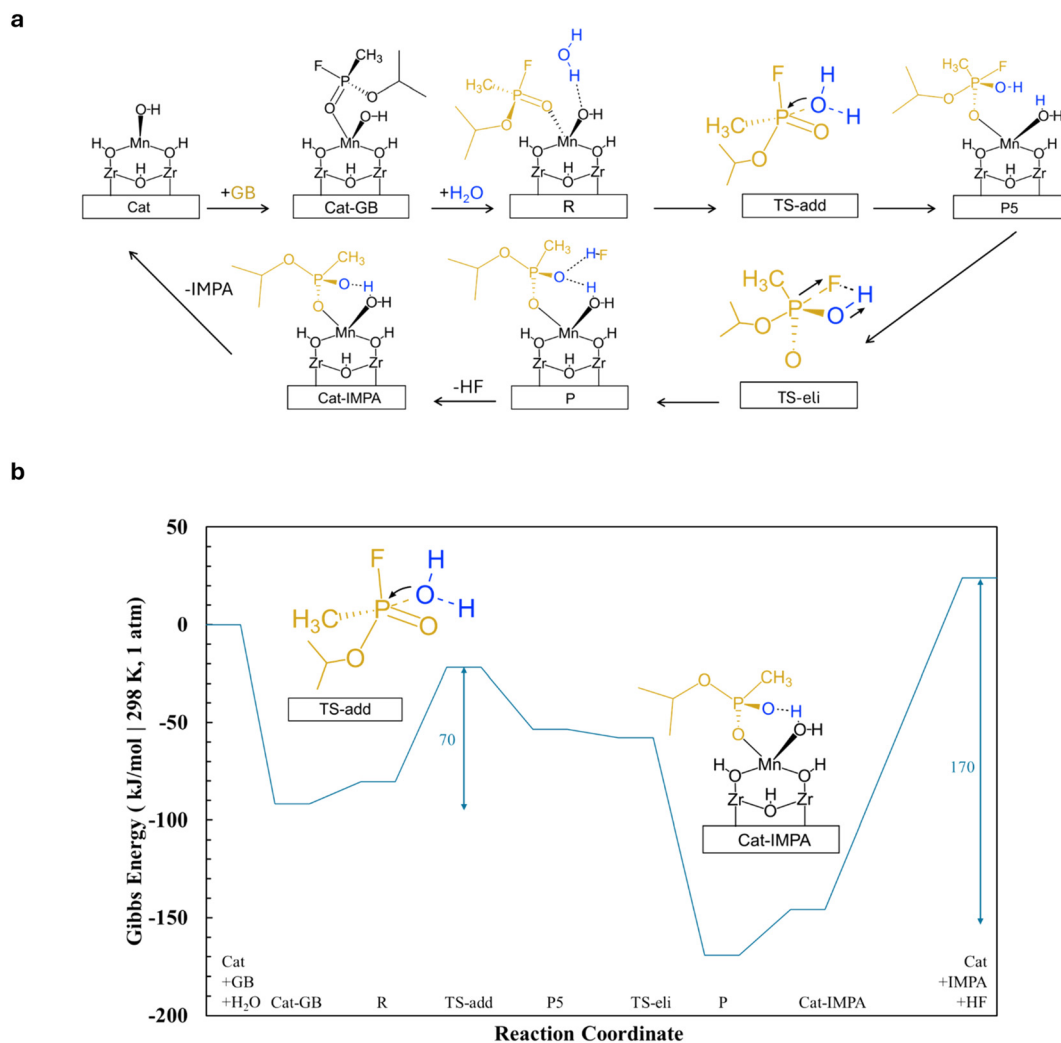 a
O-H
Mn
H O O H
H
Zr O Zr
Cat
+GB
F CH₃
P
O O
O-H
Mn
H O O H
H
Zr O Zr
Cat-GB
+H₂O
H
O
H
F
H₃C P O
O
O-H
Mn
H O O H
H
Zr O Zr
R
F H
P O
H₃C H
O O
TS-add
CH₃ F
O P O-H
O H
O-H
Mn
H O O H
H
Zr O Zr
P5
-IMPA
O CH₃
P O H
O O-H
Mn
H O O H
H
Zr O Zr
Cat-IMPA
-HF
CH₃ H-F
O P O
O H
O-H
Mn
H O O H
H
Zr O Zr
P
H₃C F H
P O
O
O
TS-eli
b
Gibbs Energy ( kJ/mol | 298 K, 1 atm)
50
0
-50
-100
-150
-200
F H
P O
H₃C H
O O
TS-add
70
O CH₃
P O H
O O-H
Mn
H O O H
H
Zr O Zr
Cat-IMPA
170
Cat
+GB
+H₂O
Cat-GB
R
TS-add
P5
TS-eli
P
Cat-IMPA
Cat
+IMPA
+HF
Reaction Coordinate